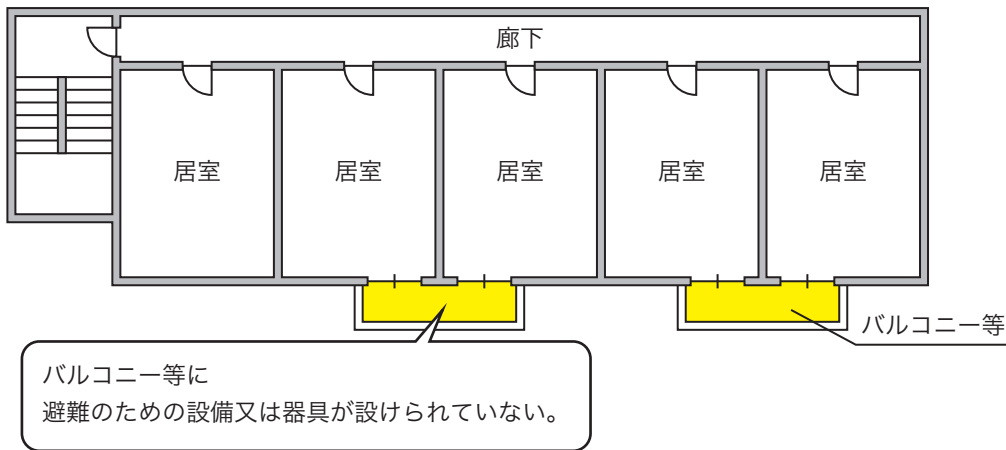 廊下
居室
居室
居室
居室
居室
バルコニー等
バルコニー等に
避難のための設備又は器具が設けられていない。